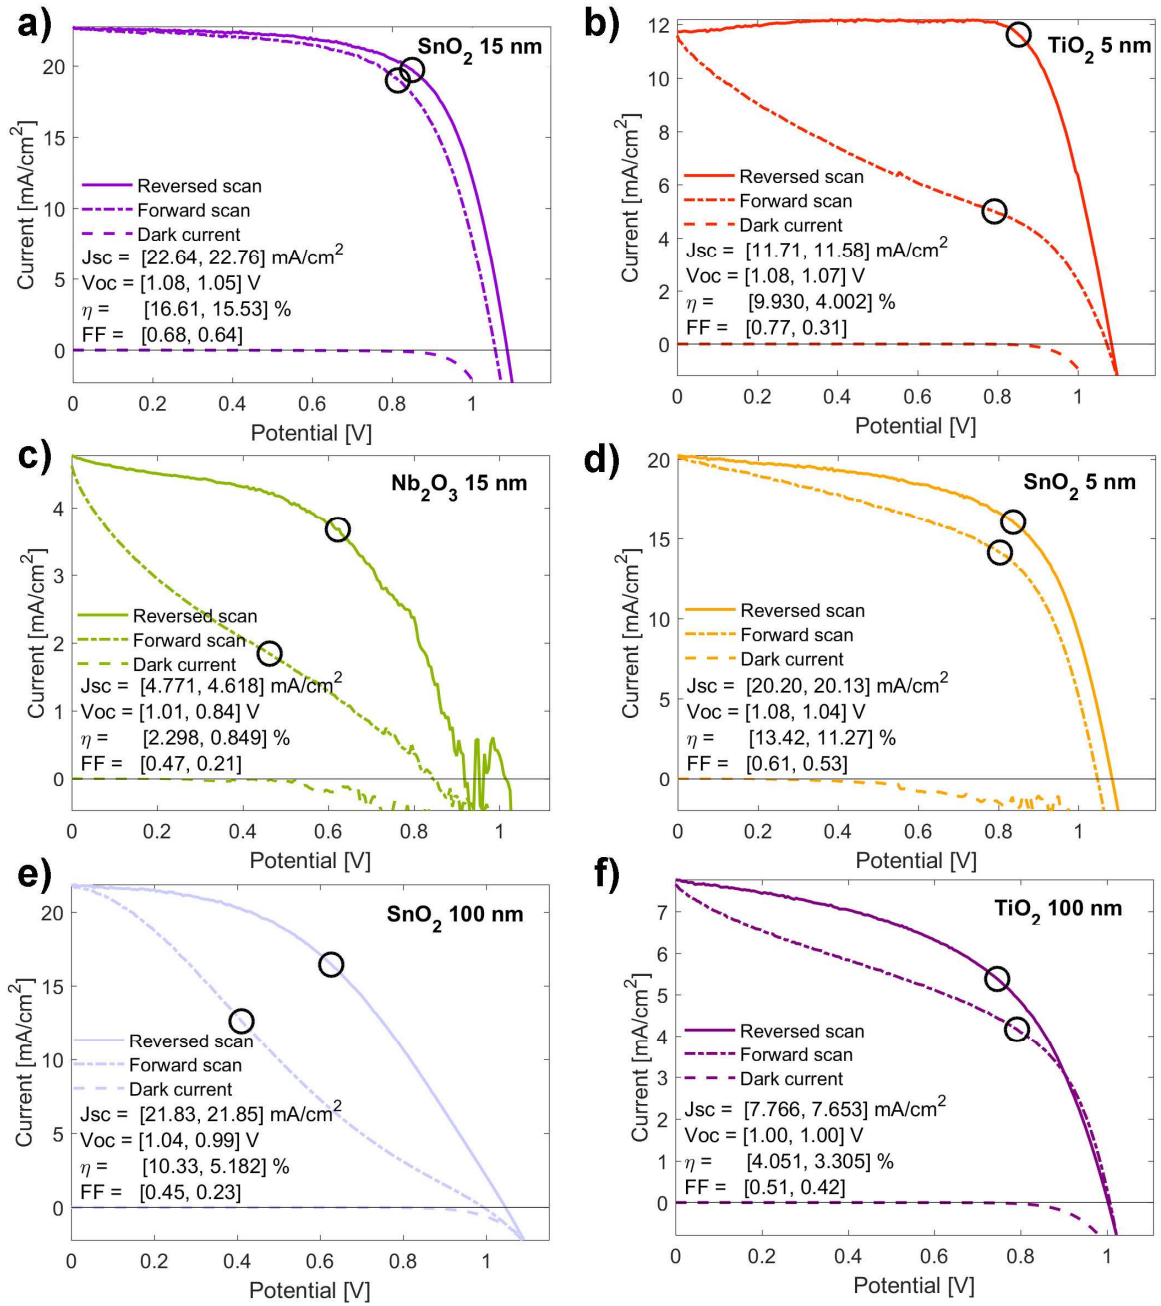 a)
SnO2 15 nm
20
15
10
5
0
Current [mA/cm2]
Reversed scan
Forward scan
Dark current
Jsc = [22.64, 22.76] mA/cm2
Voc = [1.08, 1.05] V
η = [16.61, 15.53] %
FF = [0.68, 0.64]
0 0.2 0.4 0.6 0.8 1
Potential [V]
b)
TiO2 5 nm
12
10
8
6
4
2
0
Current [mA/cm2]
Reversed scan
Forward scan
Dark current
Jsc = [11.71, 11.58] mA/cm2
Voc = [1.08, 1.07] V
η = [9.930, 4.002] %
FF = [0.77, 0.31]
0 0.2 0.4 0.6 0.8 1
Potential [V]
c)
Nb2O3 15 nm
4
3
2
1
0
Current [mA/cm2]
Reversed scan
Forward scan
Dark current
Jsc = [4.771, 4.618] mA/cm2
Voc = [1.01, 0.84] V
η = [2.298, 0.849] %
FF = [0.47, 0.21]
0 0.2 0.4 0.6 0.8 1
Potential [V]
d)
SnO2 5 nm
20
15
10
5
0
Current [mA/cm2]
Reversed scan
Forward scan
Dark current
Jsc = [20.20, 20.13] mA/cm2
Voc = [1.08, 1.04] V
η = [13.42, 11.27] %
FF = [0.61, 0.53]
0 0.2 0.4 0.6 0.8 1
Potential [V]
e)
SnO2 100 nm
20
15
10
5
0
Current [mA/cm2]
Reversed scan
Forward scan
Dark current
Jsc = [21.83, 21.85] mA/cm2
Voc = [1.04, 0.99] V
η = [10.33, 5.182] %
FF = [0.45, 0.23]
0 0.2 0.4 0.6 0.8 1
Potential [V]
f)
TiO2 100 nm
7
6
5
4
3
2
1
0
Current [mA/cm2]
Reversed scan
Forward scan
Dark current
Jsc = [7.766, 7.653] mA/cm2
Voc = [1.00, 1.00] V
η = [4.051, 3.305] %
FF = [0.51, 0.42]
0 0.2 0.4 0.6 0.8 1
Potential [V]